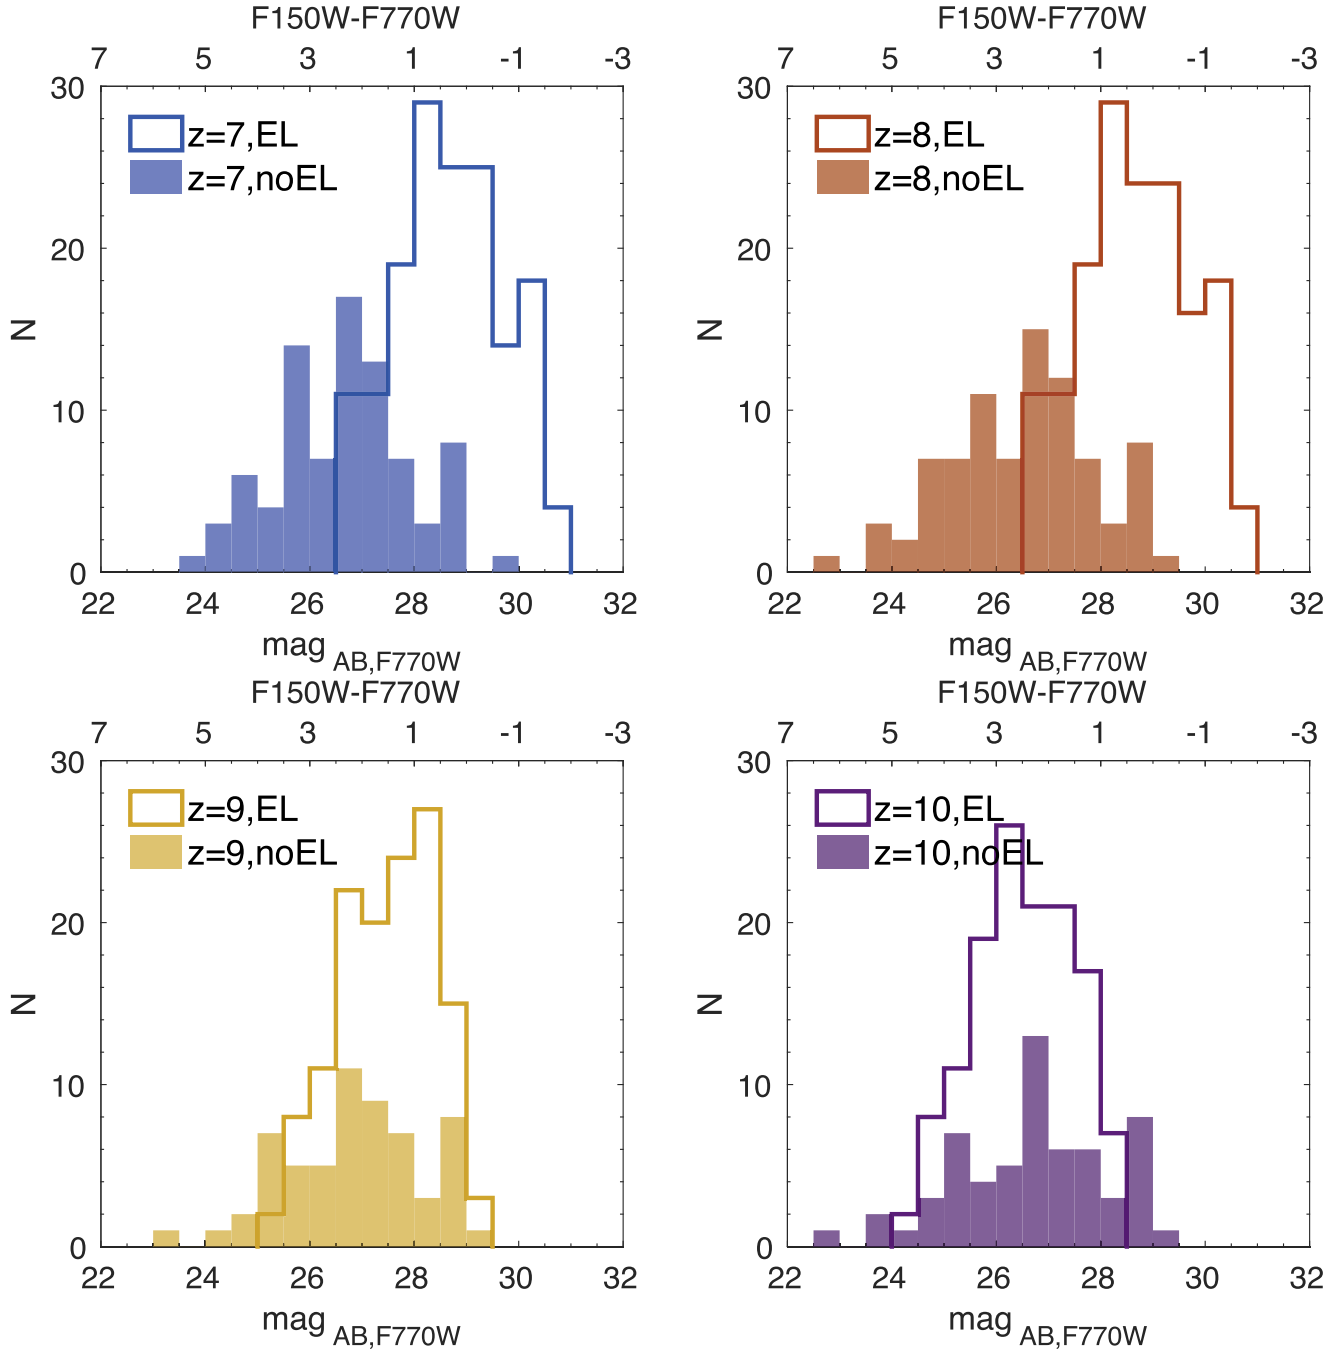 F150W-F770W
7 5 3 1 -1 -3
30
z=7,EL
z=7,noEL
20
N
10
0
22 24 26 28 30 32
mag AB,F770W
F150W-F770W
7 5 3 1 -1 -3
30
z=8,EL
z=8,noEL
20
N
10
0
22 24 26 28 30 32
mag AB,F770W
F150W-F770W
7 5 3 1 -1 -3
30
z=9,EL
z=9,noEL
20
N
10
0
22 24 26 28 30 32
mag AB,F770W
F150W-F770W
7 5 3 1 -1 -3
30
z=10,EL
z=10,noEL
20
N
10
0
22 24 26 28 30 32
mag AB,F770W